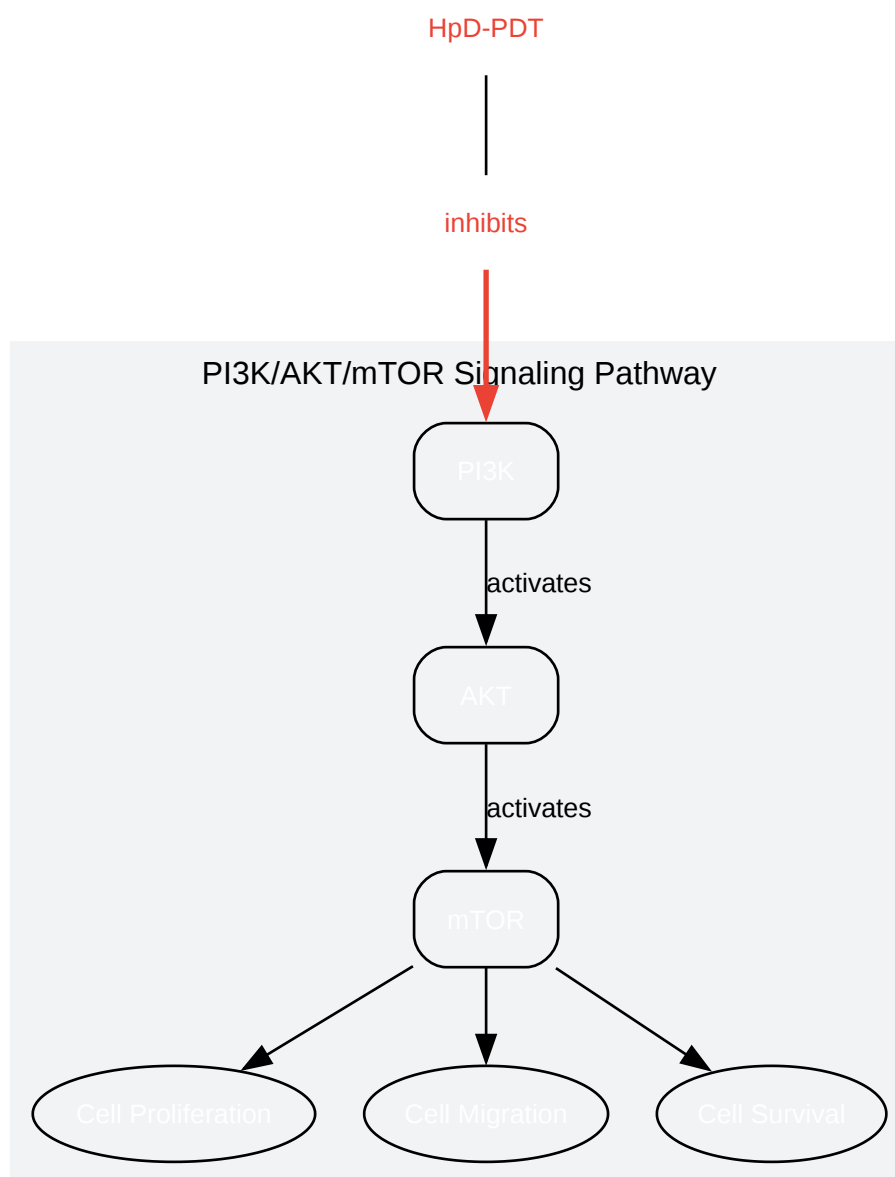 HpD-PDT
inhibits
PI3K/AKT/mTOR Signaling Pathway
PI3K
activates
AKT
activates
mTOR
Cell Proliferation
Cell Migration
Cell Survival